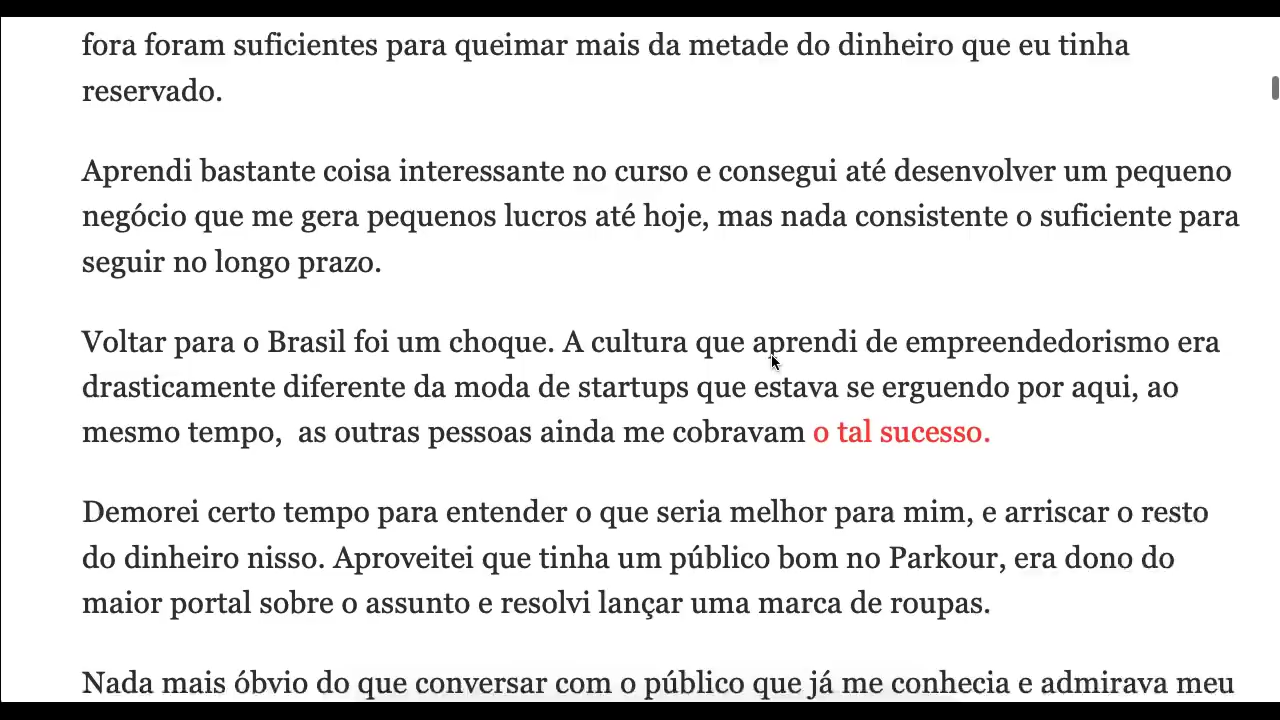 fora foram suficientes para queimar mais da metade do dinheiro que eu tinha
reservado.
Aprendi bastante coisa interessante no curso e consegui até desenvolver um pequeno
negócio que me gera pequenos lucros até hoje, mas nada consistente o suficiente para
seguir no longo prazo.
Voltar para o Brasil foi um choque. A cultura que aprendi de empreendedorismo era
drasticamente diferente da moda de startups que estava se erguendo por aqui, ao
mesmo tempo,  as outras pessoas ainda me cobravam o tal sucesso.
Demorei certo tempo para entender o que seria melhor para mim, e arriscar o resto
do dinheiro nisso. Aproveitei que tinha um público bom no Parkour, era dono do
maior portal sobre o assunto e resolvi lançar uma marca de roupas.
Nada mais óbvio do que conversar com o público que já me conhecia e admirava meu